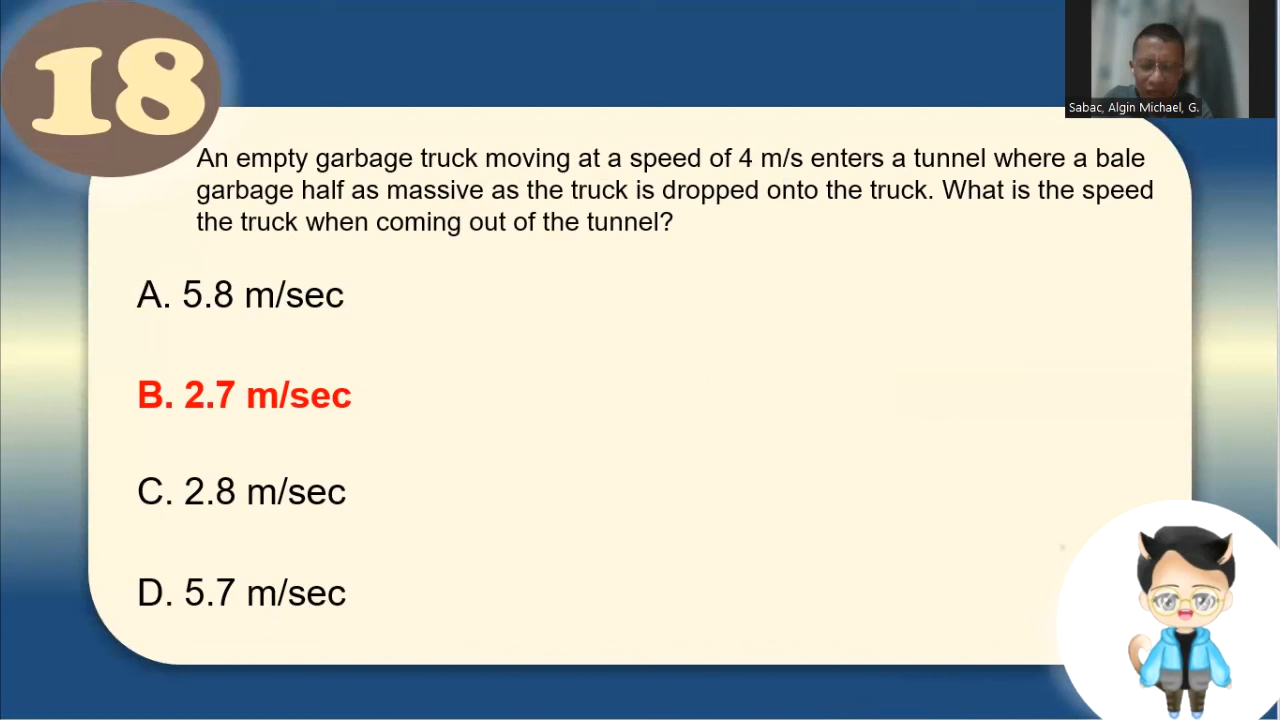 18
Sabac, Algin Michael, G.
An empty garbage truck moving at a speed of 4 m/s enters a tunnel where a bale
garbage half as massive as the truck is dropped onto the truck. What is the speed
the truck when coming out of the tunnel?
A. 5.8 m/sec
B. 2.7 m/sec
C. 2.8 m/sec
D. 5.7 m/sec